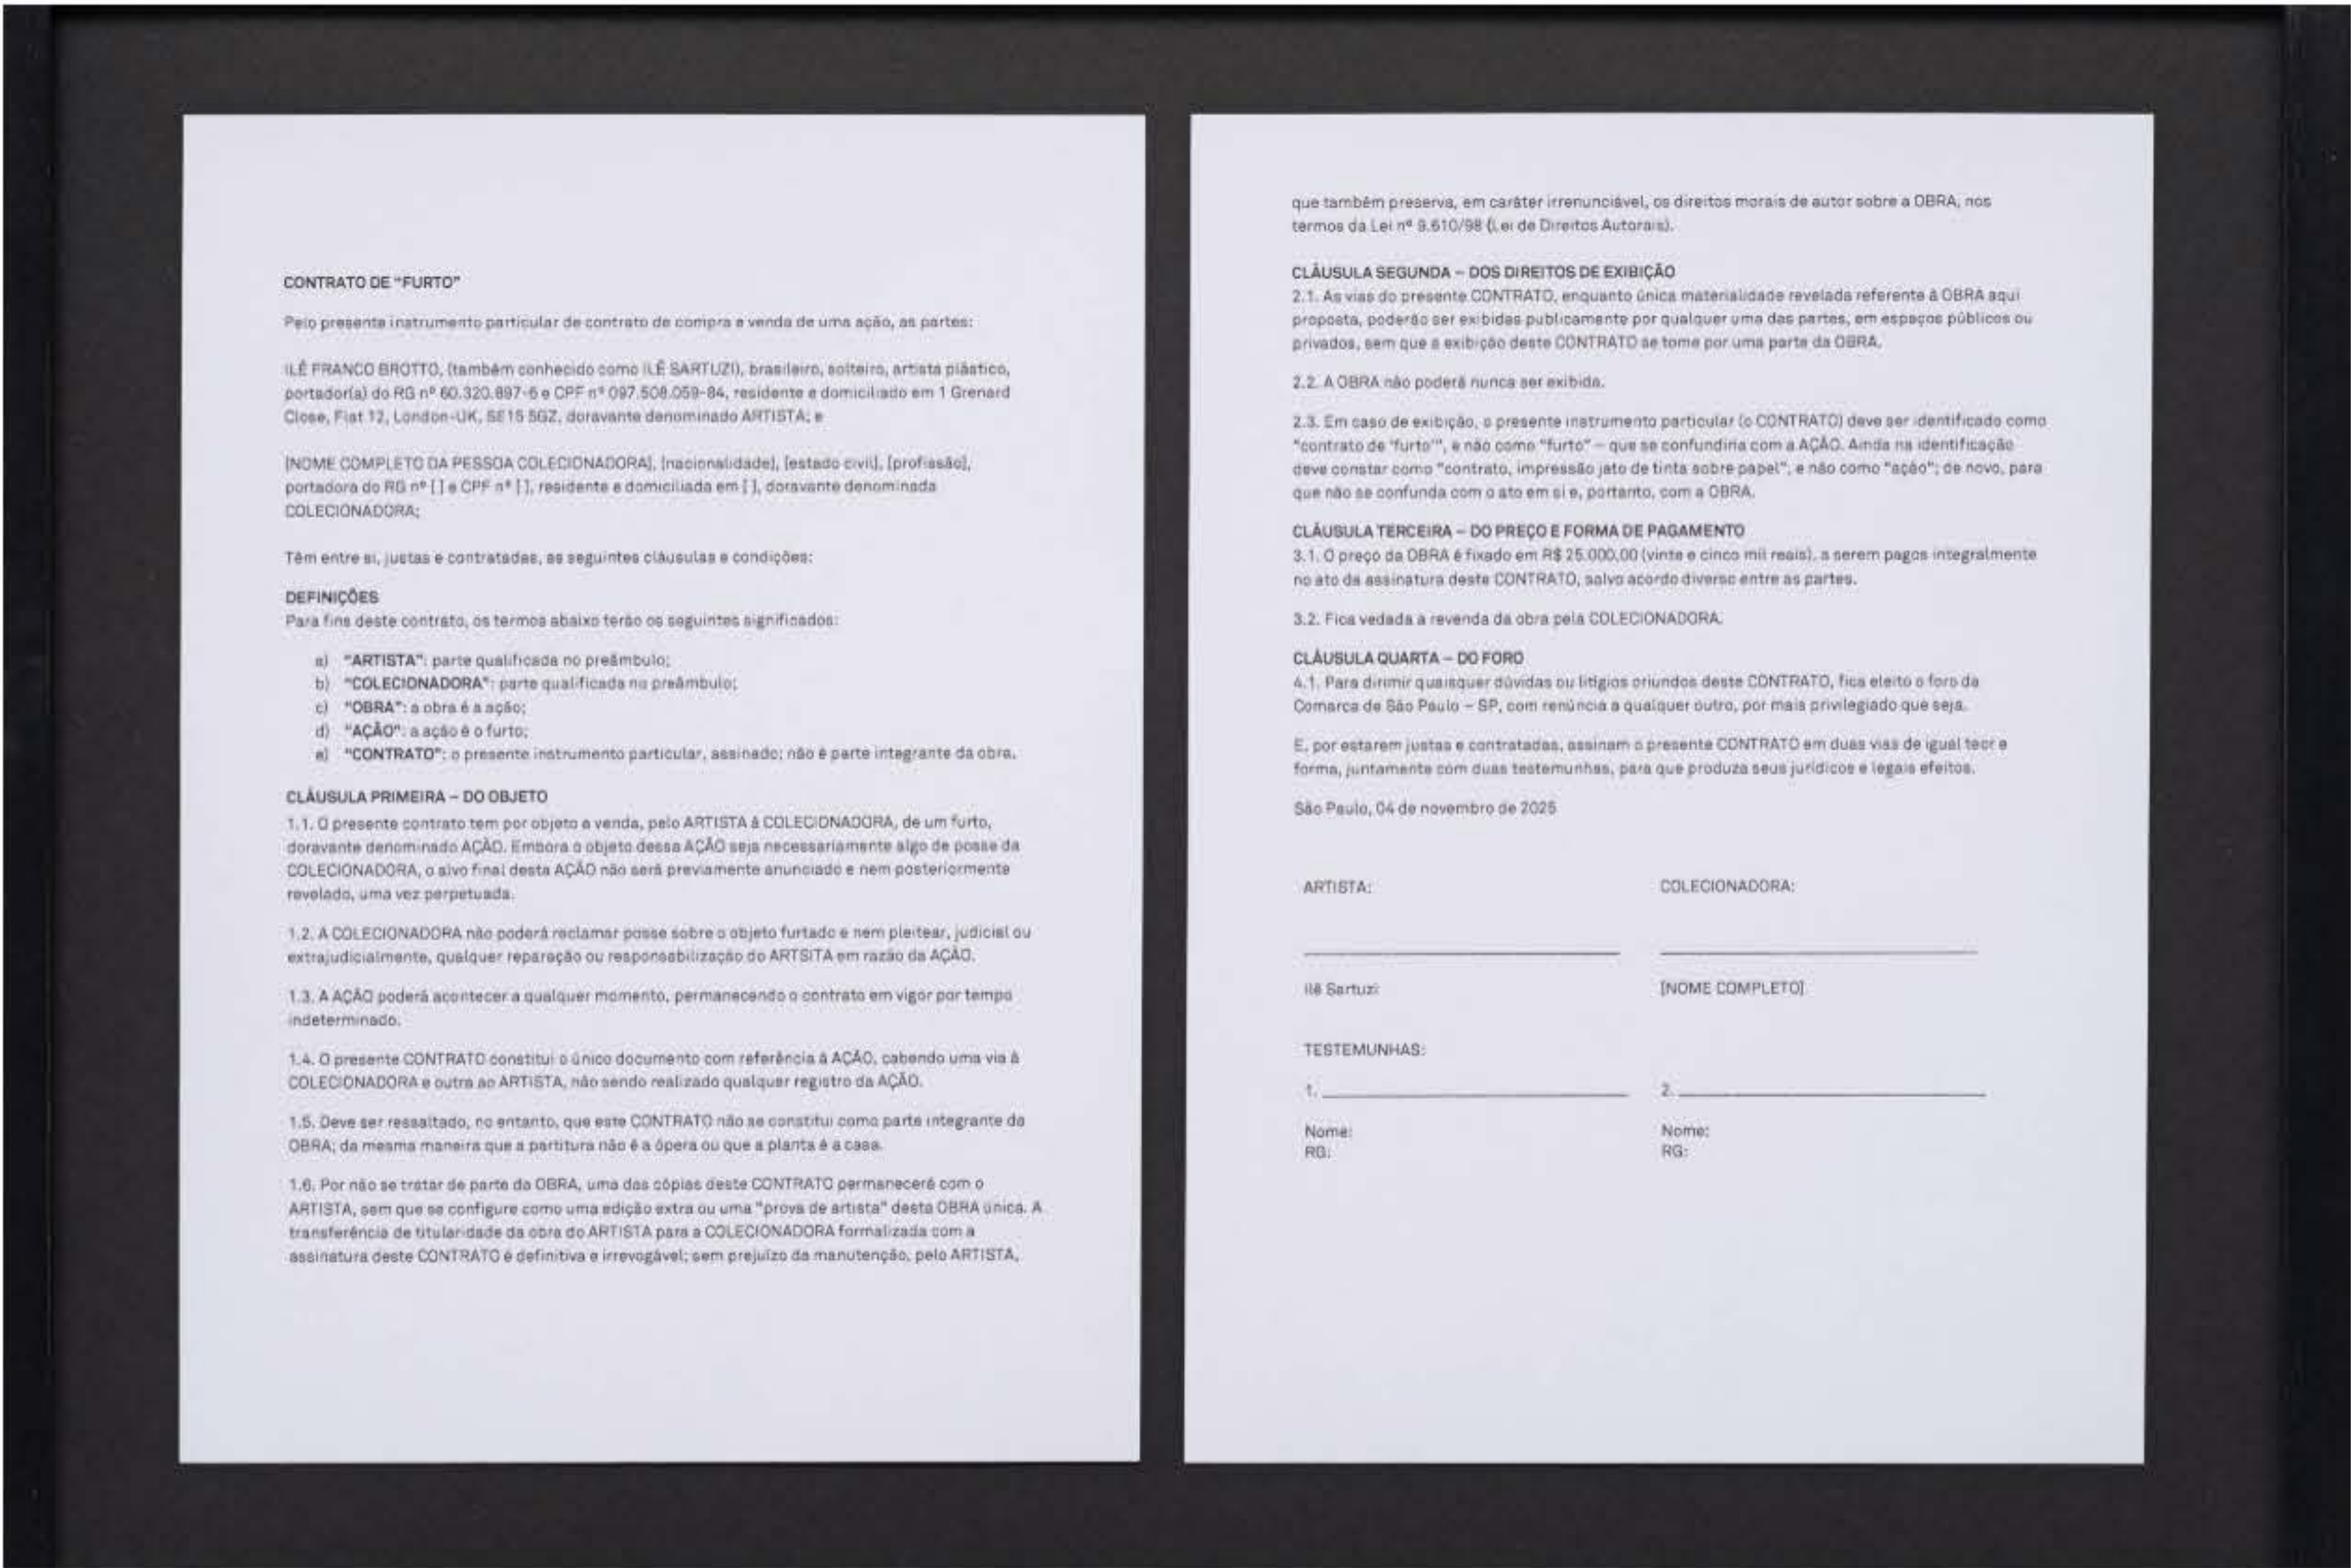 CONTRATO DE "FURTO"
Pelo presente instrumento particular de contrato de compra e venda de uma ação, as partes:
ILÊ FRANCO BROTTO, (também conhecido como ILÊ SARTUZI), brasileiro, solteiro, artista plástico,
portador(a) do RG nº 60.320.897-6 e CPF nº 097.508.059-84, residente e domiciliado em 1 Grenard
Close, Flat 12, London-UK, SE15 5GZ, doravante denominado ARTISTA; e
[NOME COMPLETO DA PESSOA COLECIONADORA], [nacionalidade], [estado civil], [profissão],
portadora do RG nº [ ] e CPF nº [ ], residente e domiciliada em [ ], doravante denominada
COLECIONADORA;
Têm entre si, justas e contratadas, as seguintes cláusulas e condições:
DEFINIÇÕES
Para fins deste contrato, os termos abaixo terão os seguintes significados:
a) "ARTISTA": parte qualificada no preâmbulo;
b) "COLECIONADORA": parte qualificada no preâmbulo;
c) "OBRA": a obra é a ação;
d) "AÇÃO": a ação é o furto;
e) "CONTRATO": o presente instrumento particular, assinado; não é parte integrante da obra.
CLÁUSULA PRIMEIRA – DO OBJETO
1.1. O presente contrato tem por objeto a venda, pelo ARTISTA à COLECIONADORA, de um furto,
doravante denominado AÇÃO. Embora o objeto dessa AÇÃO seja necessariamente algo de posse da
COLECIONADORA, o alvo final desta AÇÃO não será previamente anunciado e nem posteriormente
revelado, uma vez perpetuada.
1.2. A COLECIONADORA não poderá reclamar posse sobre o objeto furtado e nem pleitear, judicial ou
extrajudicialmente, qualquer reparação ou responsabilização do ARTSITA em razão da AÇÃO.
1.3. A AÇÃO poderá acontecer a qualquer momento, permanecendo o contrato em vigor por tempo
indeterminado.
1.4. O presente CONTRATO constitui o único documento com referência à AÇÃO, cabendo uma via à
COLECIONADORA e outra ao ARTISTA, não sendo realizado qualquer registro da AÇÃO.
1.5. Deve ser ressaltado, no entanto, que este CONTRATO não se constitui como parte integrante da
OBRA; da mesma maneira que a partitura não é a ópera ou que a planta é a casa.
1.6. Por não se tratar de parte da OBRA, uma das cópias deste CONTRATO permanecerá com o
ARTISTA, sem que se configure como uma edição extra ou uma "prova de artista" desta OBRA única. A
transferência de titularidade da obra do ARTISTA para a COLECIONADORA formalizada com a
assinatura deste CONTRATO é definitiva e irrevogável; sem prejuízo da manutenção, pelo ARTISTA,
que também preserva, em caráter irrenunciável, os direitos morais de autor sobre a OBRA, nos
termos da Lei nº 9.610/98 (Lei de Direitos Autorais).
CLÁUSULA SEGUNDA – DOS DIREITOS DE EXIBIÇÃO
2.1. As vias do presente CONTRATO, enquanto única materialidade revelada referente à OBRA aqui
proposta, poderão ser exibidas publicamente por qualquer uma das partes, em espaços públicos ou
privados, sem que a exibição deste CONTRATO se tome por uma parte da OBRA.
2.2. A OBRA não poderá nunca ser exibida.
2.3. Em caso de exibição, o presente instrumento particular (o CONTRATO) deve ser identificado como
"contrato de 'furto'", e não como "furto" – que se confundiria com a AÇÃO. Ainda na identificação
deve constar como "contrato, impressão jato de tinta sobre papel"; e não como "ação"; de novo, para
que não se confunda com o ato em si e, portanto, com a OBRA.
CLÁUSULA TERCEIRA – DO PREÇO E FORMA DE PAGAMENTO
3.1. O preço da OBRA é fixado em R$ 25.000,00 (vinte e cinco mil reais), a serem pagos integralmente
no ato da assinatura deste CONTRATO, salvo acordo diverso entre as partes.
3.2. Fica vedada a revenda da obra pela COLECIONADORA.
CLÁUSULA QUARTA – DO FORO
4.1. Para dirimir quaisquer dúvidas ou litígios oriundos deste CONTRATO, fica eleito o foro da
Comarca de São Paulo – SP, com renúncia a qualquer outro, por mais privilegiado que seja.
E, por estarem justas e contratadas, assinam o presente CONTRATO em duas vias de igual teor e
forma, juntamente com duas testemunhas, para que produza seus jurídicos e legais efeitos.
São Paulo, 04 de novembro de 2025
ARTISTA: COLECIONADORA:
Ilê Sartuzi [NOME COMPLETO]
TESTEMUNHAS:
1. 2.
Nome: Nome:
RG: RG: